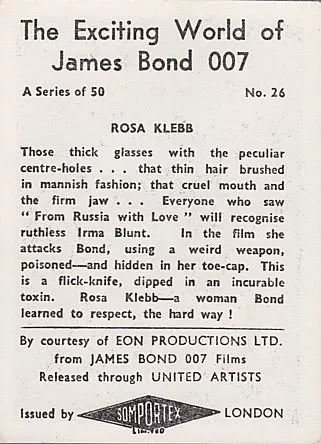 The Exciting World of
James Bond 007
A Series of 50 No. 26
ROSA KLEBB
Those thick glasses with the peculiar
centre-holes . . . that thin hair brushed
in mannish fashion; that cruel mouth and
the firm jaw . . . Everyone who saw
" From Russia with Love " will recognise
ruthless Irma Blunt. In the film she
attacks Bond, using a weird weapon,
poisoned—and hidden in her toe-cap. This
is a flick-knife, dipped in an incurable
toxin. Rosa Klebb—a woman Bond
learned to respect, the hard way !
By courtesy of EON PRODUCTIONS LTD.
from JAMES BOND 007 Films
Released through UNITED ARTISTS
Issued by SOMPORTEX LONDON
LIMITED